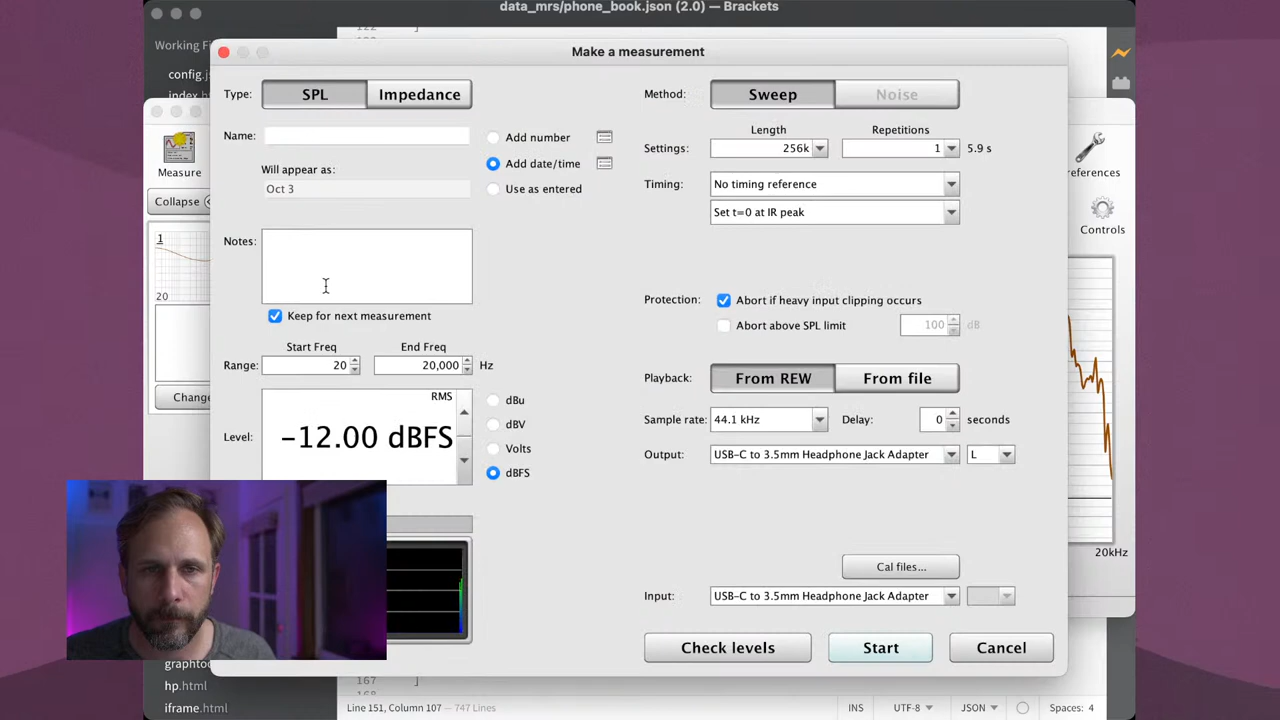 data_mrs/phone_book.json (2.0) — Brackets
122
Working Fi
config.js
index.ht
Make a measurement
Type: SPL Impedance
Name:
Add number
Add date/time
Use as entered
Will appear as:
Oct 3
Notes:
Keep for next measurement
Start Freq End Freq
Range: 20 20,000 Hz
RMS
Level: -12.00 dBFS
dBu
dBV
Volts
dBFS
Method: Sweep Noise
Length Repetitions
Settings: 256k 1 5.9 s
Timing: No timing reference
Set t=0 at IR peak
Protection: Abort if heavy input clipping occurs
Abort above SPL limit 100 dB
Playback: From REW From file
Sample rate: 44.1 kHz Delay: 0 seconds
Output: USB-C to 3.5mm Headphone Jack Adapter L
Cal files...
Input: USB-C to 3.5mm Headphone Jack Adapter
Check levels Start Cancel
Measure
Collapse
1
20
Change
references
Controls
20kHz
graphtoo
hp.html
iframe.html
167 ]
Line 151, Column 107 — 747 Lines
INS UTF-8 JSON Spaces: 4